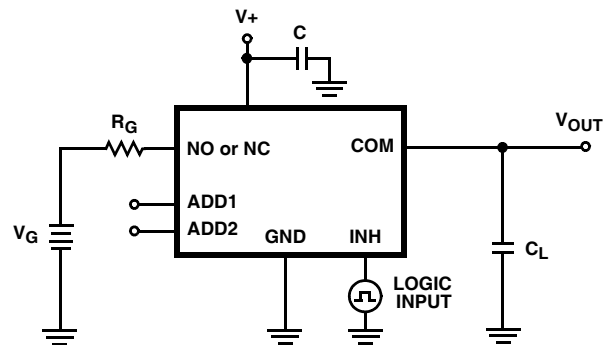 V+
C
RG
NO or NC
COM
VOUT
ADD1
ADD2
VG
GND
INH
LOGIC
INPUT
CL